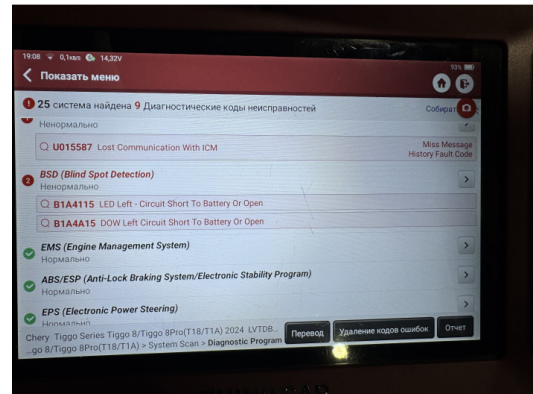 19:08 0,1кв/s 14,32V 93%
Показать меню
25 система найдена 9 Диагностические коды неисправностей Собират
Ненормально
U015587 Lost Communication With ICM Miss Message
History Fault Code
2 BSD (Blind Spot Detection)
Ненормально
B1A4115 LED Left - Circuit Short To Battery Or Open
B1A4A15 DOW Left Circuit Short To Battery Or Open
EMS (Engine Management System)
Нормально
ABS/ESP (Anti-Lock Braking System/Electronic Stability Program)
Нормально
EPS (Electronic Power Steering)
Нормально
Chery Tiggo Series Tiggo 8/Tiggo 8Pro(T18/T1A) 2024 LVTDB...
...go 8/Tiggo 8Pro(T18/T1A) > System Scan > Diagnostic Program
Перевод Удаление кодов ошибок Отчет